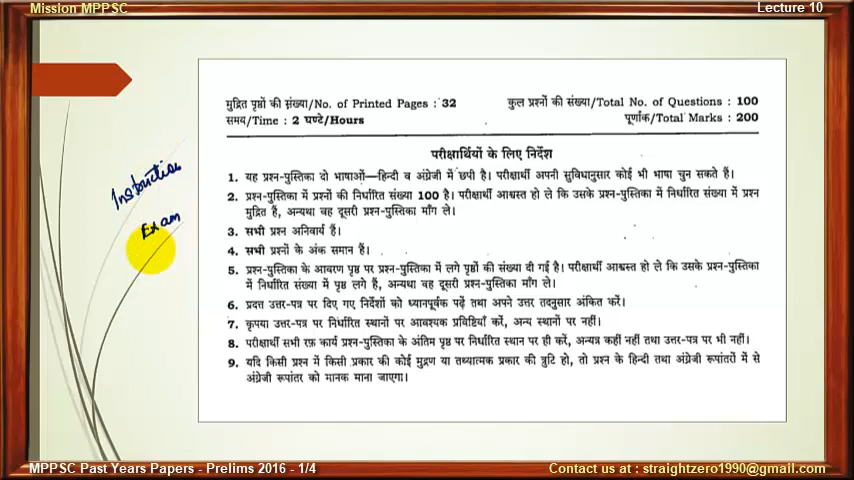 Mission MPPSC
Lecture 10
मुद्रित पृष्ठों की संख्या/No. of Printed Pages : 32
कुल प्रश्नों की संख्या/Total No. of Questions : 100
समय/Time : 2 घण्टे/Hours
पूर्णांक/Total Marks : 200
परीक्षार्थियों के लिए निर्देश
1. यह प्रश्न-पुस्तिका दो भाषाओं—हिन्दी व अंग्रेजी में छपी है। परीक्षार्थी अपनी सुविधानुसार कोई भी भाषा चुन सकते हैं।
2. प्रश्न-पुस्तिका में प्रश्नों की निर्धारित संख्या 100 है। परीक्षार्थी आश्वस्त हो ले कि उसके प्रश्न-पुस्तिका में निर्धारित संख्या में प्रश्न
मुद्रित हैं, अन्यथा वह दूसरी प्रश्न-पुस्तिका माँग ले।
3. सभी प्रश्न अनिवार्य हैं।
4. सभी प्रश्नों के अंक समान हैं।
5. प्रश्न-पुस्तिका के आवरण पृष्ठ पर प्रश्न-पुस्तिका में लगे पृष्ठों की संख्या दी गई है। परीक्षार्थी आश्वस्त हो ले कि उसके प्रश्न-पुस्तिका
में निर्धारित संख्या में पृष्ठ लगे हैं, अन्यथा वह दूसरी प्रश्न-पुस्तिका माँग ले।
6. प्रदत्त उत्तर-पत्र पर दिए गए निर्देशों को ध्यानपूर्वक पढ़ें तथा अपने उत्तर तदनुसार अंकित करें।
7. कृपया उत्तर-पत्र पर निर्धारित स्थानों पर आवश्यक प्रविष्टियाँ करें, अन्य स्थानों पर नहीं।
8. परीक्षार्थी सभी रफ़ कार्य प्रश्न-पुस्तिका के अंतिम पृष्ठ पर निर्धारित स्थान पर ही करें, अन्यत्र कहीं नहीं तथा उत्तर-पत्र पर भी नहीं।
9. यदि किसी प्रश्न में किसी प्रकार की कोई मुद्रण या तथ्यात्मक प्रकार की त्रुटि हो, तो प्रश्न के हिन्दी तथा अंग्रेजी रूपांतरों में से
अंग्रेजी रूपांतर को मानक माना जाएगा।
Instruction
Exam
MPPSC Past Years Papers - Prelims 2016 - 1/4
Contact us at : straightzero1990@gmail.com